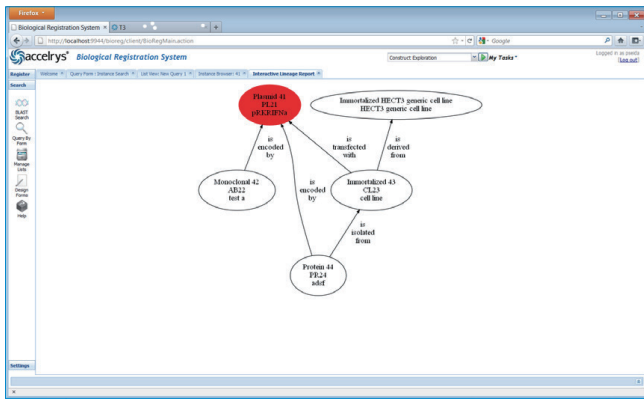 Firefox
Biological Registration System ×
T3
+
http://localhost:9944/bioreg/client/BioRegMain.action
Google
accelrys® Biological Registration System
Construct Exploration
My Tasks
Logged in as
[Log out]
Register
Welcome
Query Form : Instance Search
List View: New Query 1
Instance Browser: 41
Interactive Lineage Report
Search
BLAST
Search
Query By
Form
Manage
Lists
Design
Forms
Help
Plasmid 41
PL21
Immortalized HECT3 generic cell line
HECT3 generic cell line
is
encoded
by
is
transfected
with
is
derived
from
Monoclonal 42
AB22
test a
is
encoded
by
Immortalized 43
CL23
cell line
is
isolated
from
Protein 44
PR24
adsf
Settings
×